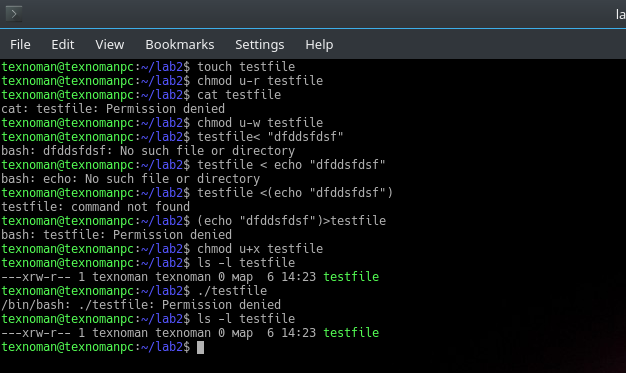 la
File Edit View Bookmarks Settings Help
texnoman@texnomanpc:~/lab2$ touch testfile
texnoman@texnomanpc:~/lab2$ chmod u-r testfile
texnoman@texnomanpc:~/lab2$ cat testfile
cat: testfile: Permission denied
texnoman@texnomanpc:~/lab2$ chmod u-w testfile
texnoman@texnomanpc:~/lab2$ testfile< "dfddsfdsf"
bash: dfddsfdsf: No such file or directory
texnoman@texnomanpc:~/lab2$ testfile < echo "dfddsfdsf"
bash: echo: No such file or directory
texnoman@texnomanpc:~/lab2$ testfile <(echo "dfddsfdsf")
testfile: command not found
texnoman@texnomanpc:~/lab2$ (echo "dfddsfdsf")>testfile
bash: testfile: Permission denied
texnoman@texnomanpc:~/lab2$ chmod u+x testfile
texnoman@texnomanpc:~/lab2$ ls -l testfile
---xrw-r-- 1 texnoman texnoman 0 мар  6 14:23 testfile
texnoman@texnomanpc:~/lab2$ ./testfile
/bin/bash: ./testfile: Permission denied
texnoman@texnomanpc:~/lab2$ ls -l testfile
---xrw-r-- 1 texnoman texnoman 0 мар  6 14:23 testfile
texnoman@texnomanpc:~/lab2$